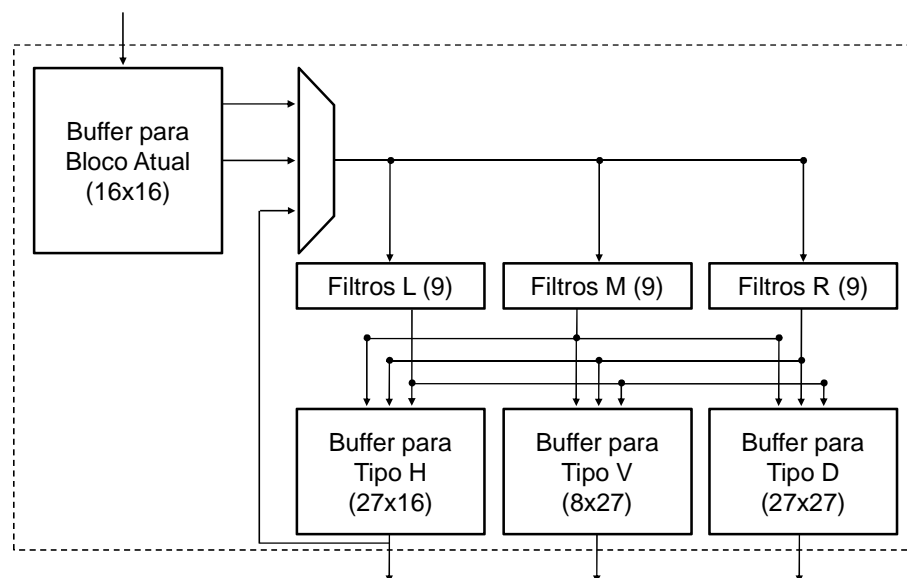 Buffer para
Bloco Atual
(16x16)
Filtros L (9)
Filtros M (9)
Filtros R (9)
Buffer para
Tipo H
(27x16)
Buffer para
Tipo V
(8x27)
Buffer para
Tipo D
(27x27)